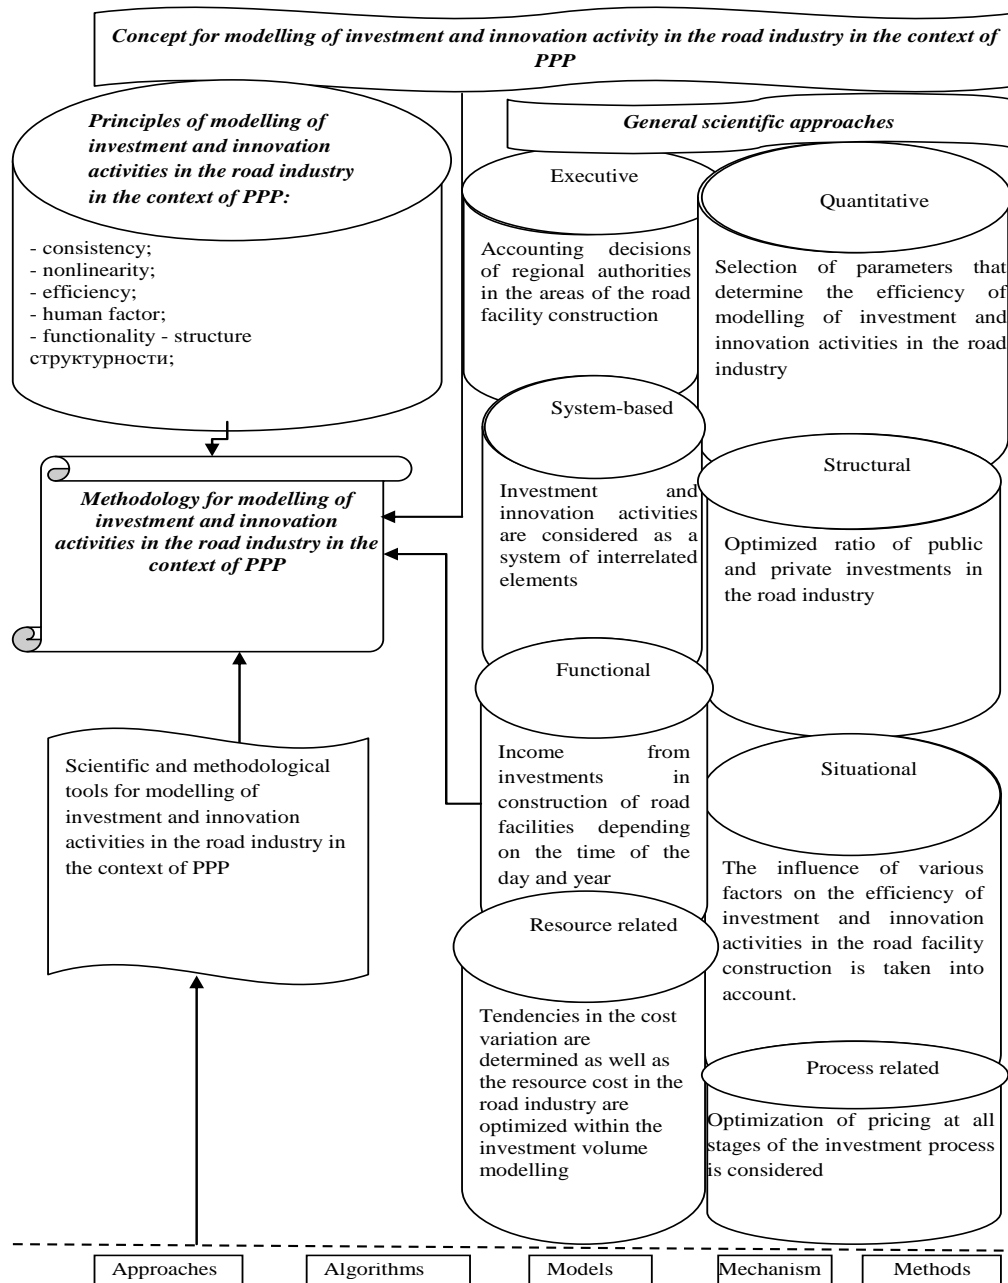 Concept for modelling of investment and innovation activity in the road industry in the context of
PPP
Principles of modelling of
investment and innovation
activities in the road industry
in the context of PPP:
- consistency;
- nonlinearity;
- efficiency;
- human factor;
- functionality - structure
структурности;
Methodology for modelling of
investment and innovation
activities in the road industry in the
context of PPP
Scientific and methodological
tools for modelling of
investment and innovation
activities in the road industry in
the context of PPP
General scientific approaches
Executive
Accounting decisions
of regional authorities
in the areas of the road
facility construction
Quantitative
Selection of parameters that
determine the efficiency of
modelling of investment and
innovation activities in the road
industry
System-based
Investment and
innovation activities
are considered as a
system of interrelated
elements
Structural
Optimized ratio of public
and private investments in
the road industry
Functional
Income from
investments in
construction of road
facilities depending
on the time of the
day and year
Situational
The influence of various
factors on the efficiency of
investment and innovation
activities in the road facility
construction is taken into
account.
Resource related
Tendencies in the cost
variation are
determined as well as
the resource cost in the
road industry are
optimized within the
investment volume
modelling
Process related
Optimization of pricing at all
stages of the investment process
is considered
Approaches
Algorithms
Models
Mechanism
Methods